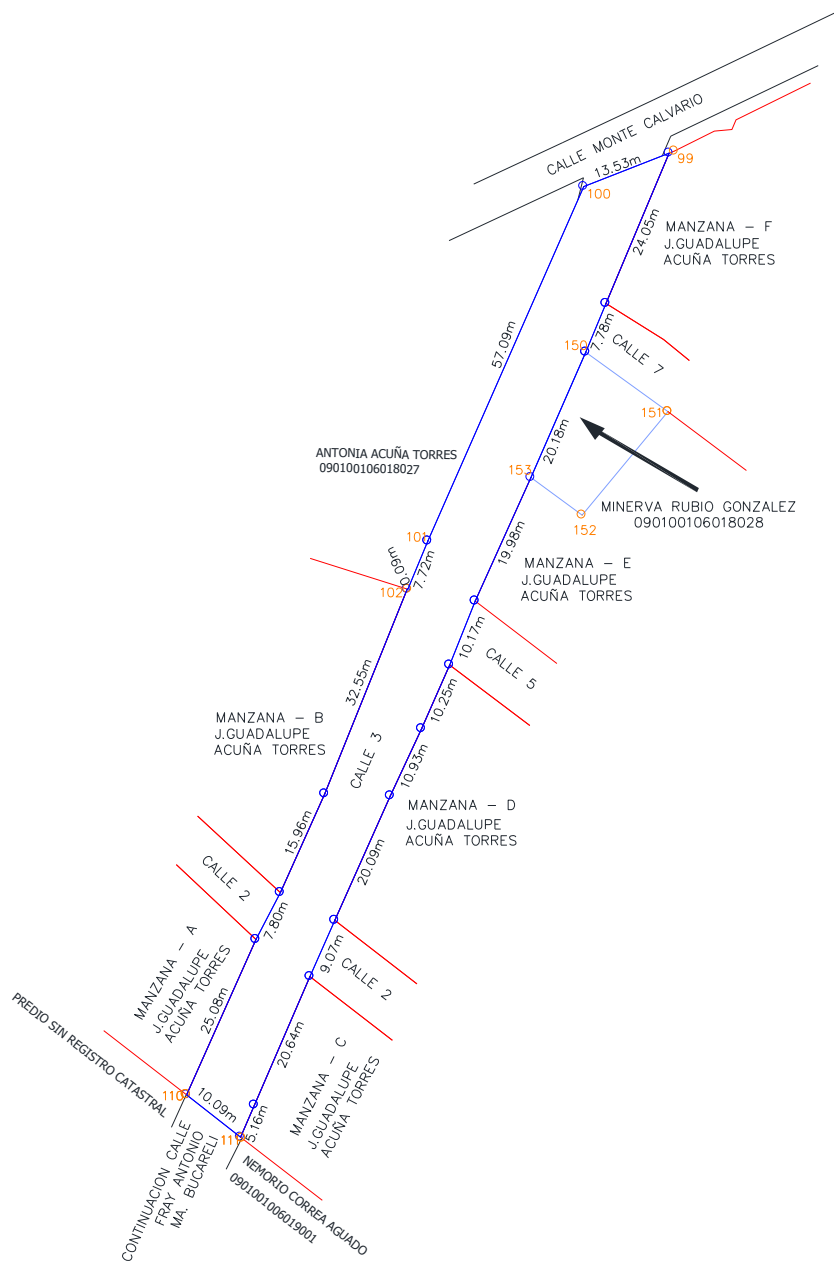 CALLE MONTE CALVARIO
13.53m
99
100
24.05m
MANZANA – F
J.GUADALUPE
ACUÑA TORRES
57.09m
150
7.78m
CALLE 7
151
20.18m
ANTONIA ACUÑA TORRES
090100106018027
153
MINERVA RUBIO GONZALEZ
090100106018028
152
19.98m
101
0.09m
7.72m
102
MANZANA – E
J.GUADALUPE
ACUÑA TORRES
10.17m
CALLE 5
32.55m
10.25m
MANZANA – B
J.GUADALUPE
ACUÑA TORRES
CALLE 3
10.93m
MANZANA – D
J.GUADALUPE
ACUÑA TORRES
15.96m
20.09m
CALLE 2
7.80m
MANZANA – A
J.GUADALUPE
ACUÑA TORRES
9.07m
CALLE 2
25.08m
20.64m
PREDIO SIN REGISTRO CATASTRAL
MANZANA – C
J.GUADALUPE
ACUÑA TORRES
110
10.09m
5.16m
CONTINUACION CALLE
FRAY ANTONIO
MA. BUCARELI
NEMORIO CORREA AGUADO
0901001006019001